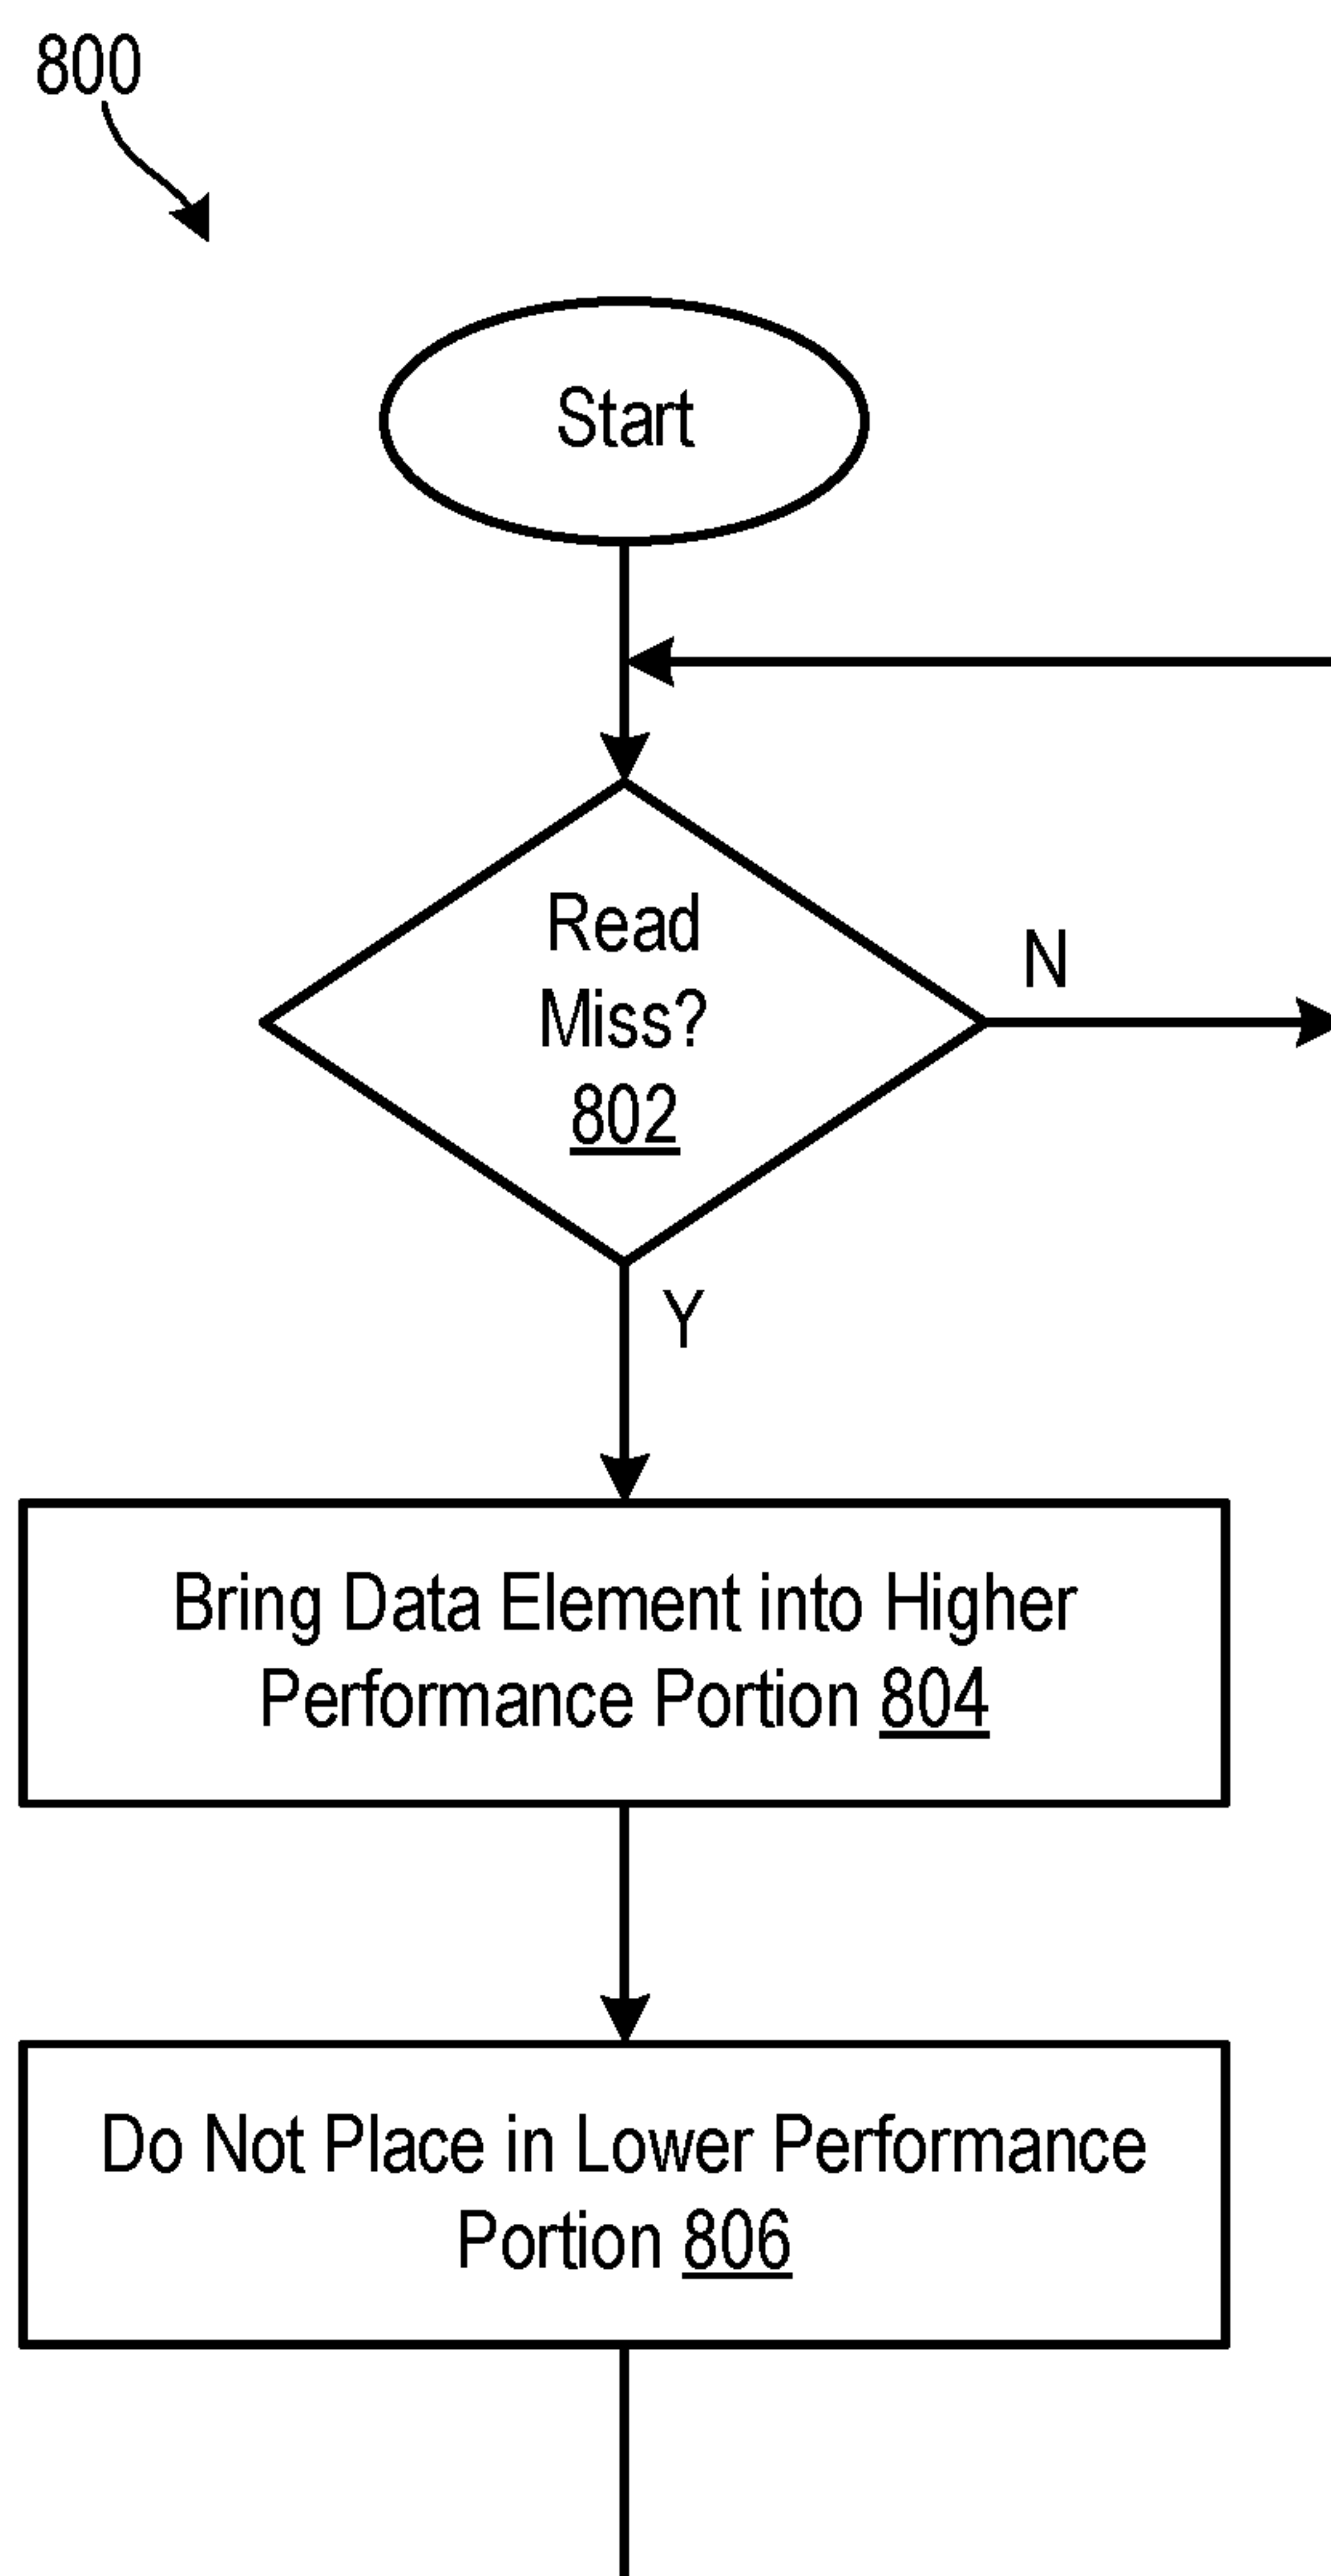 800
Start
Read
Miss?
802
N
Y
Bring Data Element into Higher
Performance Portion 804
Do Not Place in Lower Performance
Portion 806